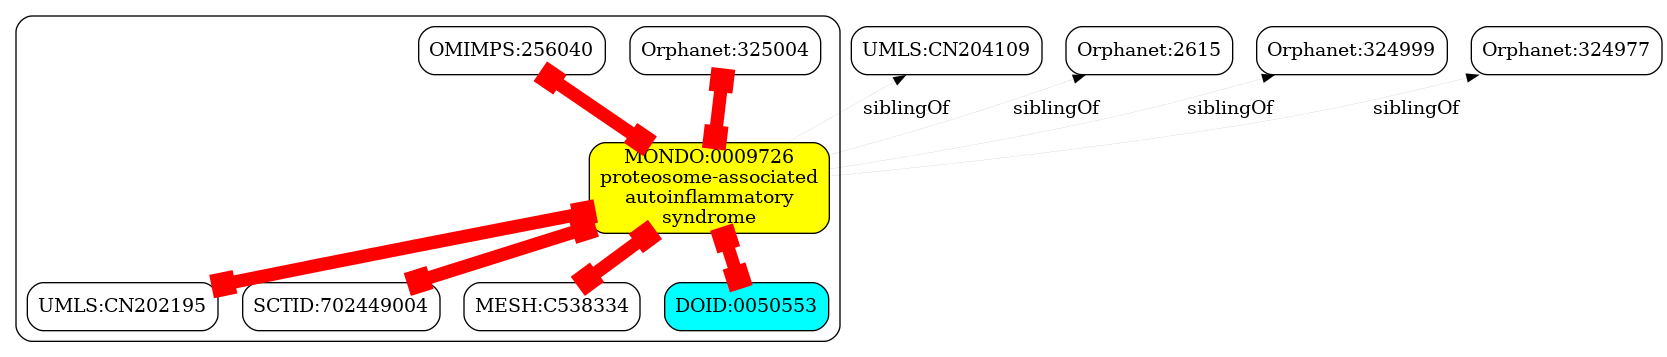 OMIMPS:256040
Orphanet:325004
UMLS:CN204109
Orphanet:2615
Orphanet:324999
Orphanet:324977
siblingOf
siblingOf
siblingOf
siblingOf
MONDO:0009726
proteosome-associated
autoinflammatory
syndrome
UMLS:CN202195
SCTID:702449004
MESH:C538334
DOID:0050553